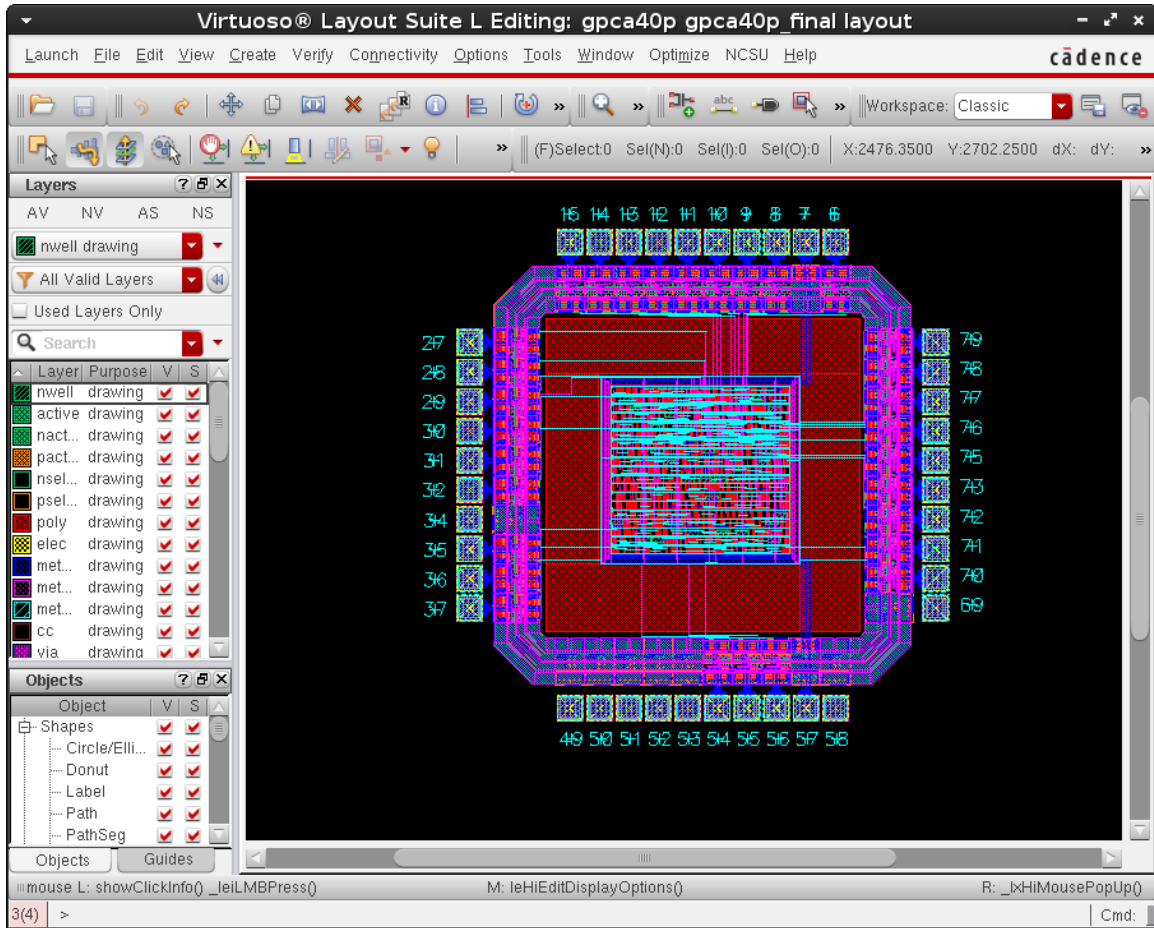 Virtuoso® Layout Suite L Editing: gpca40p gpca40p_final layout
Launch File Edit View Create Verify Connectivity Options Tools Window Optimize NCSU Help
cādence
» » abc » Workspace: Classic
» (F)Select:0 Sel(N):0 Sel(I):0 Sel(O):0 X:2476.3500 Y:2702.2500 dX: dY: »
Layers
AV NV AS NS
nwell drawing
All Valid Layers
Used Layers Only
Search
Layer Purpose V S
nwell drawing
active drawing
nact... drawing
pact... drawing
nsel... drawing
psel... drawing
poly drawing
elec drawing
met... drawing
met... drawing
met... drawing
cc drawing
via drawing
Objects
Object V S
Shapes
Circle/Elli...
Donut
Label
Path
PathSeg
Objects Guides
15 14 13 12 11 10 9 8 7 6
27
28
29
30
31
32
34
35
36
37
79
78
77
76
75
73
72
71
70
69
49 50 51 52 53 54 55 56 57 58
mouse L: showClickInfo() _leiLMBPress()
M: leHiEditDisplayOptions()
R: _lxHiMousePopUp()
3(4) >
Cmd: